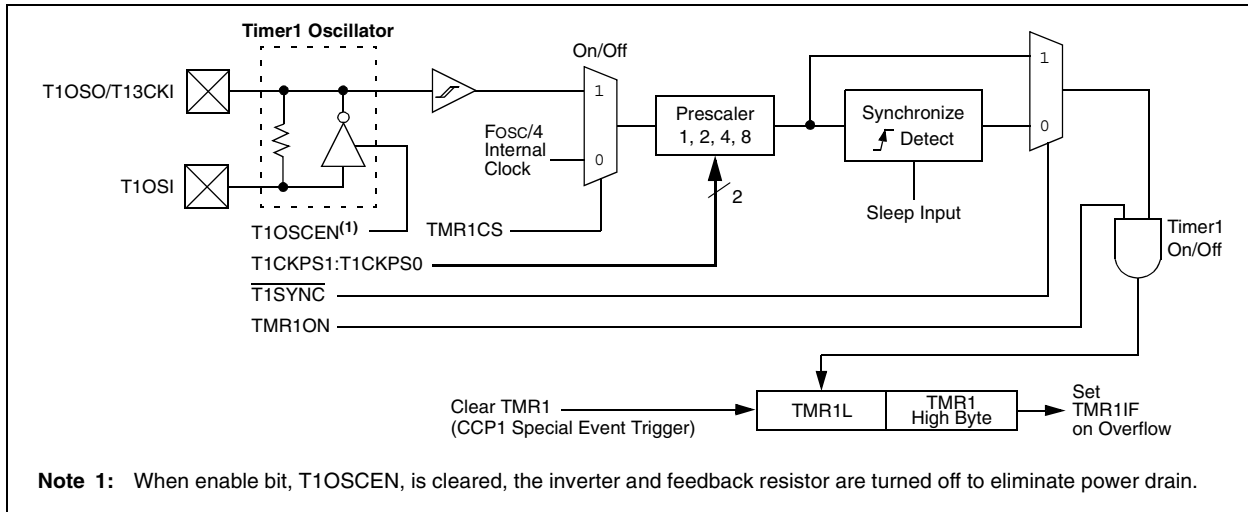 Timer1 Oscillator
On/Off
T1OSO/T13CKI
1
1
FOSC/4
Internal
Clock
Prescaler
1, 2, 4, 8
Synchronize
Detect
0
0
T1OSI
2
Sleep Input
T1OSCEN(1)
TMR1CS
Timer1
On/Off
T1CKPS1:T1CKPS0
T1SYNC
TMR1ON
Clear TMR1
(CCP1 Special Event Trigger)
TMR1L
TMR1
High Byte
Set
TMR1IF
on Overflow
Note 1: When enable bit, T1OSCEN, is cleared, the inverter and feedback resistor are turned off to eliminate power drain.